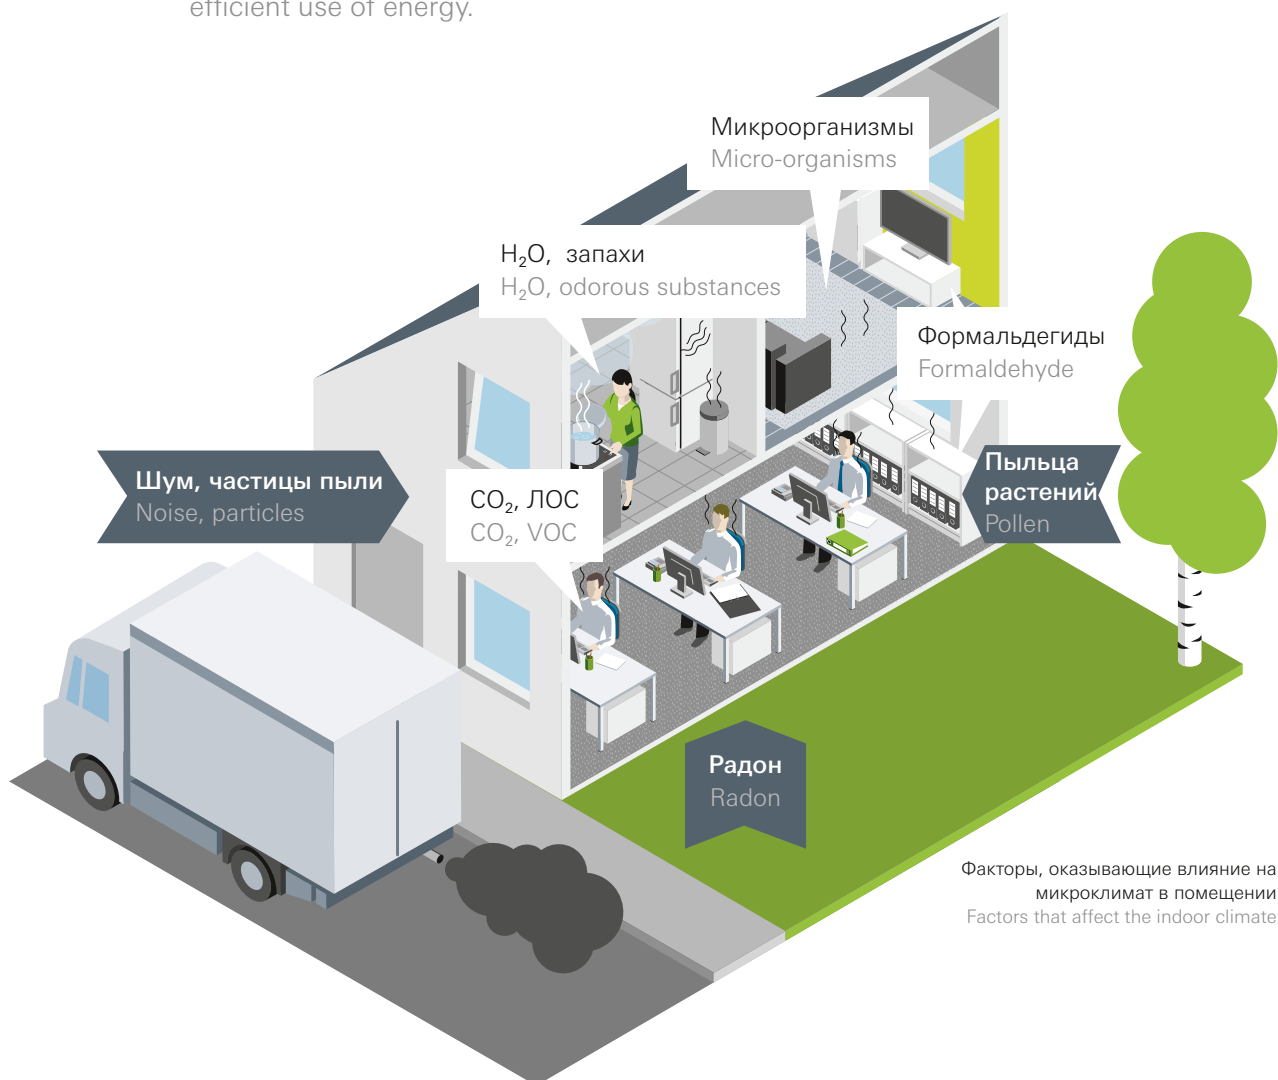 efficient use of energy.
Микроорганизмы
Micro-organisms
H₂O, запахи
H₂O, odorous substances
Формальдегиды
Formaldehyde
Пыльца
растений
Pollen
Шум, частицы пыли
Noise, particles
CO₂, ЛОС
CO₂, VOC
Радон
Radon
Факторы, оказывающие влияние на
микроклимат в помещении
Factors that affect the indoor climate